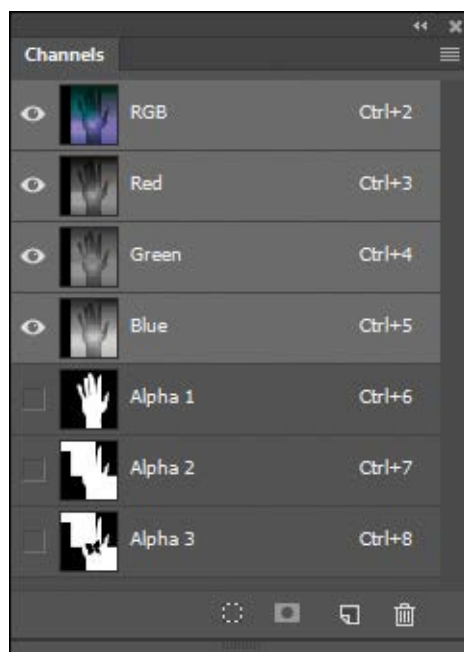 Channels
RGB Ctrl+2
Red Ctrl+3
Green Ctrl+4
Blue Ctrl+5
Alpha 1 Ctrl+6
Alpha 2 Ctrl+7
Alpha 3 Ctrl+8